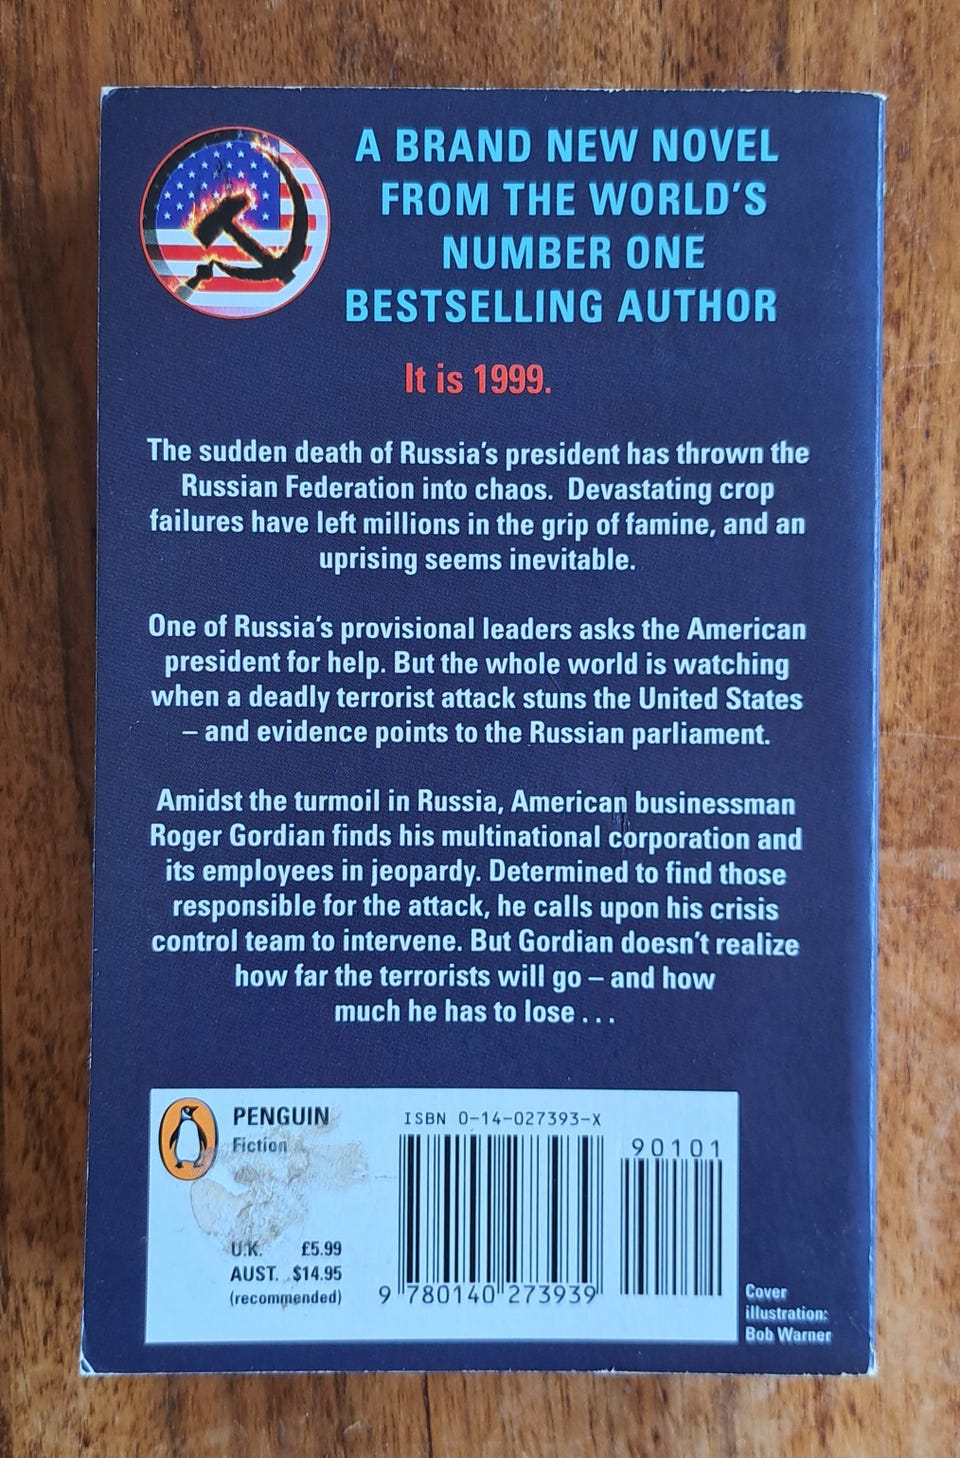 A BRAND NEW NOVEL
FROM THE WORLD'S
NUMBER ONE
BESTSELLING AUTHOR
It is 1999.
The sudden death of Russia's president has thrown the
Russian Federation into chaos. Devastating crop
failures have left millions in the grip of famine, and an
uprising seems inevitable.
One of Russia's provisional leaders asks the American
president for help. But the whole world is watching
when a deadly terrorist attack stuns the United States
– and evidence points to the Russian parliament.
Amidst the turmoil in Russia, American businessman
Roger Gordian finds his multinational corporation and
its employees in jeopardy. Determined to find those
responsible for the attack, he calls upon his crisis
control team to intervene. But Gordian doesn't realize
how far the terrorists will go – and how
much he has to lose . . .
PENGUIN
Fiction
U.K. £5.99
AUST. $14.95
(recommended)
ISBN 0-14-027393-X
90101
9 780140 273939
Cover
illustration:
Bob Warner